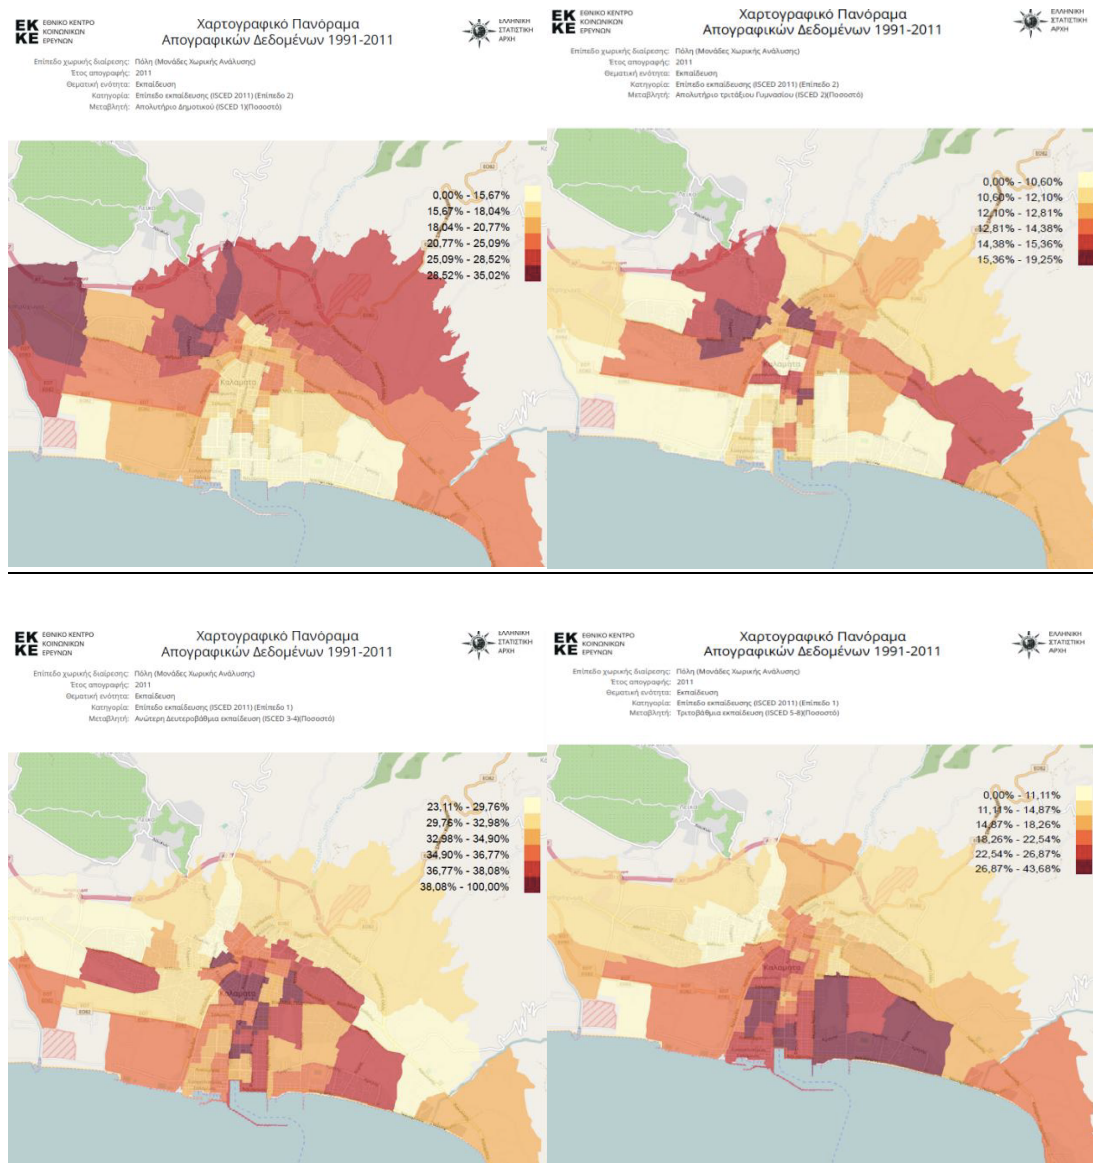 ΕΚ ΚΕ ΕΘΝΙΚΟ ΚΕΝΤΡΟ ΚΟΙΝΩΝΙΚΩΝ ΕΡΕΥΝΩΝ
Χαρτογραφικό Πανόραμα
Απογραφικών Δεδομένων 1991-2011
ΕΛΛΗΝΙΚΗ ΣΤΑΤΙΣΤΙΚΗ ΑΡΧΗ
Επίπεδο χωρικής διαίρεσης: Πόλη (Μονάδες Χωρικής Ανάλυσης)
Έτος απογραφής: 2011
Θεματική ενότητα: Εκπαίδευση
Κατηγορία: Επίπεδο εκπαίδευσης (ISCED 2011) (Επίπεδο 2)
Μεταβλητή: Απολυτήριο Δημοτικού (ISCED 1)(Ποσοστό)
0,00% - 15,67%
15,67% - 18,04%
18,04% - 20,77%
20,77% - 25,09%
25,09% - 28,52%
28,52% - 35,02%
Καλαμάτα
ΕΚ ΚΕ ΕΘΝΙΚΟ ΚΕΝΤΡΟ ΚΟΙΝΩΝΙΚΩΝ ΕΡΕΥΝΩΝ
Χαρτογραφικό Πανόραμα
Απογραφικών Δεδομένων 1991-2011
ΕΛΛΗΝΙΚΗ ΣΤΑΤΙΣΤΙΚΗ ΑΡΧΗ
Επίπεδο χωρικής διαίρεσης: Πόλη (Μονάδες Χωρικής Ανάλυσης)
Έτος απογραφής: 2011
Θεματική ενότητα: Εκπαίδευση
Κατηγορία: Επίπεδο εκπαίδευσης (ISCED 2011) (Επίπεδο 2)
Μεταβλητή: Απολυτήριο τριτάξιου Γυμνασίου (ISCED 2)(Ποσοστό)
0,00% - 10,60%
10,60% - 12,10%
12,10% - 12,81%
12,81% - 14,38%
14,38% - 15,36%
15,36% - 19,25%
Καλαμάτα
ΕΚ ΚΕ ΕΘΝΙΚΟ ΚΕΝΤΡΟ ΚΟΙΝΩΝΙΚΩΝ ΕΡΕΥΝΩΝ
Χαρτογραφικό Πανόραμα
Απογραφικών Δεδομένων 1991-2011
ΕΛΛΗΝΙΚΗ ΣΤΑΤΙΣΤΙΚΗ ΑΡΧΗ
Επίπεδο χωρικής διαίρεσης: Πόλη (Μονάδες Χωρικής Ανάλυσης)
Έτος απογραφής: 2011
Θεματική ενότητα: Εκπαίδευση
Κατηγορία: Επίπεδο εκπαίδευσης (ISCED 2011) (Επίπεδο 1)
Μεταβλητή: Ανώτερη Δευτεροβάθμια εκπαίδευση (ISCED 3-4)(Ποσοστό)
23,11% - 29,76%
29,76% - 32,98%
32,98% - 34,90%
34,90% - 36,77%
36,77% - 38,08%
38,08% - 100,00%
Καλαμάτα
ΕΚ ΚΕ ΕΘΝΙΚΟ ΚΕΝΤΡΟ ΚΟΙΝΩΝΙΚΩΝ ΕΡΕΥΝΩΝ
Χαρτογραφικό Πανόραμα
Απογραφικών Δεδομένων 1991-2011
ΕΛΛΗΝΙΚΗ ΣΤΑΤΙΣΤΙΚΗ ΑΡΧΗ
Επίπεδο χωρικής διαίρεσης: Πόλη (Μονάδες Χωρικής Ανάλυσης)
Έτος απογραφής: 2011
Θεματική ενότητα: Εκπαίδευση
Κατηγορία: Επίπεδο εκπαίδευσης (ISCED 2011) (Επίπεδο 1)
Μεταβλητή: Τριτοβάθμια εκπαίδευση (ISCED 5-8)(Ποσοστό)
0,00% - 11,11%
11,11% - 14,87%
14,87% - 18,26%
18,26% - 22,54%
22,54% - 26,87%
26,87% - 43,68%
Καλαμάτα